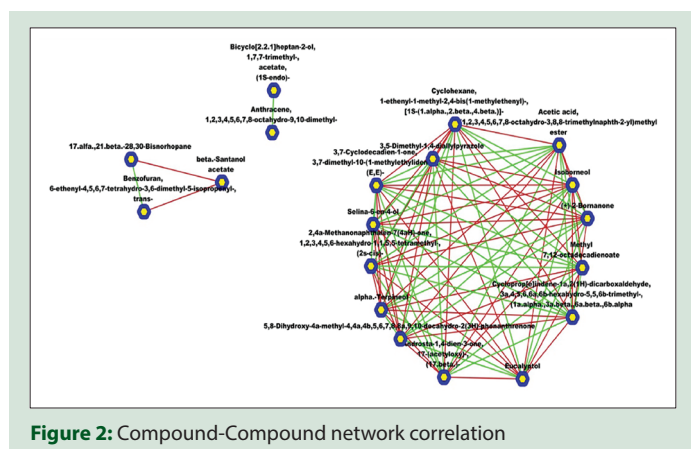 Bicyclo[2.2.1]heptan-2-ol,
1,7,7-trimethyl-,
acetate,
(1S-endo)-
Anthracene,
1,2,3,4,5,6,7,8-octahydro-9,10-dimethyl-
17.alfa.,21.beta.-28,30-Bisnorhopane
beta.-Santanol
acetate
Benzofuran,
6-ethenyl-4,5,6,7-tetrahydro-3,6-dimethyl-5-isopropenyl-,
trans-
Cyclohexane,
1-ethenyl-1-methyl-2,4-bis(1-methylethenyl)-,
[1S-(1.alpha.,2.beta.,4.beta.)]-
Acetic acid,
1,2,3,4,5,6,7,8-octahydro-3,8,8-trimethylnaphth-2-yl)methyl
ester
3,5-Dimethyl-1,4-diallylpyrazole
3,7-Cyclodecadien-1-one,
3,7-dimethyl-10-(1-methylethyliden
(E,E)-
Isoborneol
(+)-2-Bornanone
Selina-6-en-4-ol
2,4a-Methanonaphthalen-7(4aH)-one,
1,2,3,4,5,6-hexahydro-1,1,5,5-tetramethyl-,
(2s-cis)-
Methyl
7,12-octadecadienoate
Cycloprop[e]indene-1a,2(1H)-dicarboxaldehyde,
3a,4,5,6,6a,6b-hexahydro-5,5,6b-trimethyl-,
(1a.alpha.,3a.beta.,6a.beta.,6b.alpha
alpha.-Terpineol
5,8-Dihydroxy-4a-methyl-4,4a,4b,5,6,7,8,8a,9,10-decahydro-2(3H)-phenanthrenone
17-(acetyloxy)-,
(17.beta.)-
Eucalyptol
Figure 2: Compound-Compound network correlation